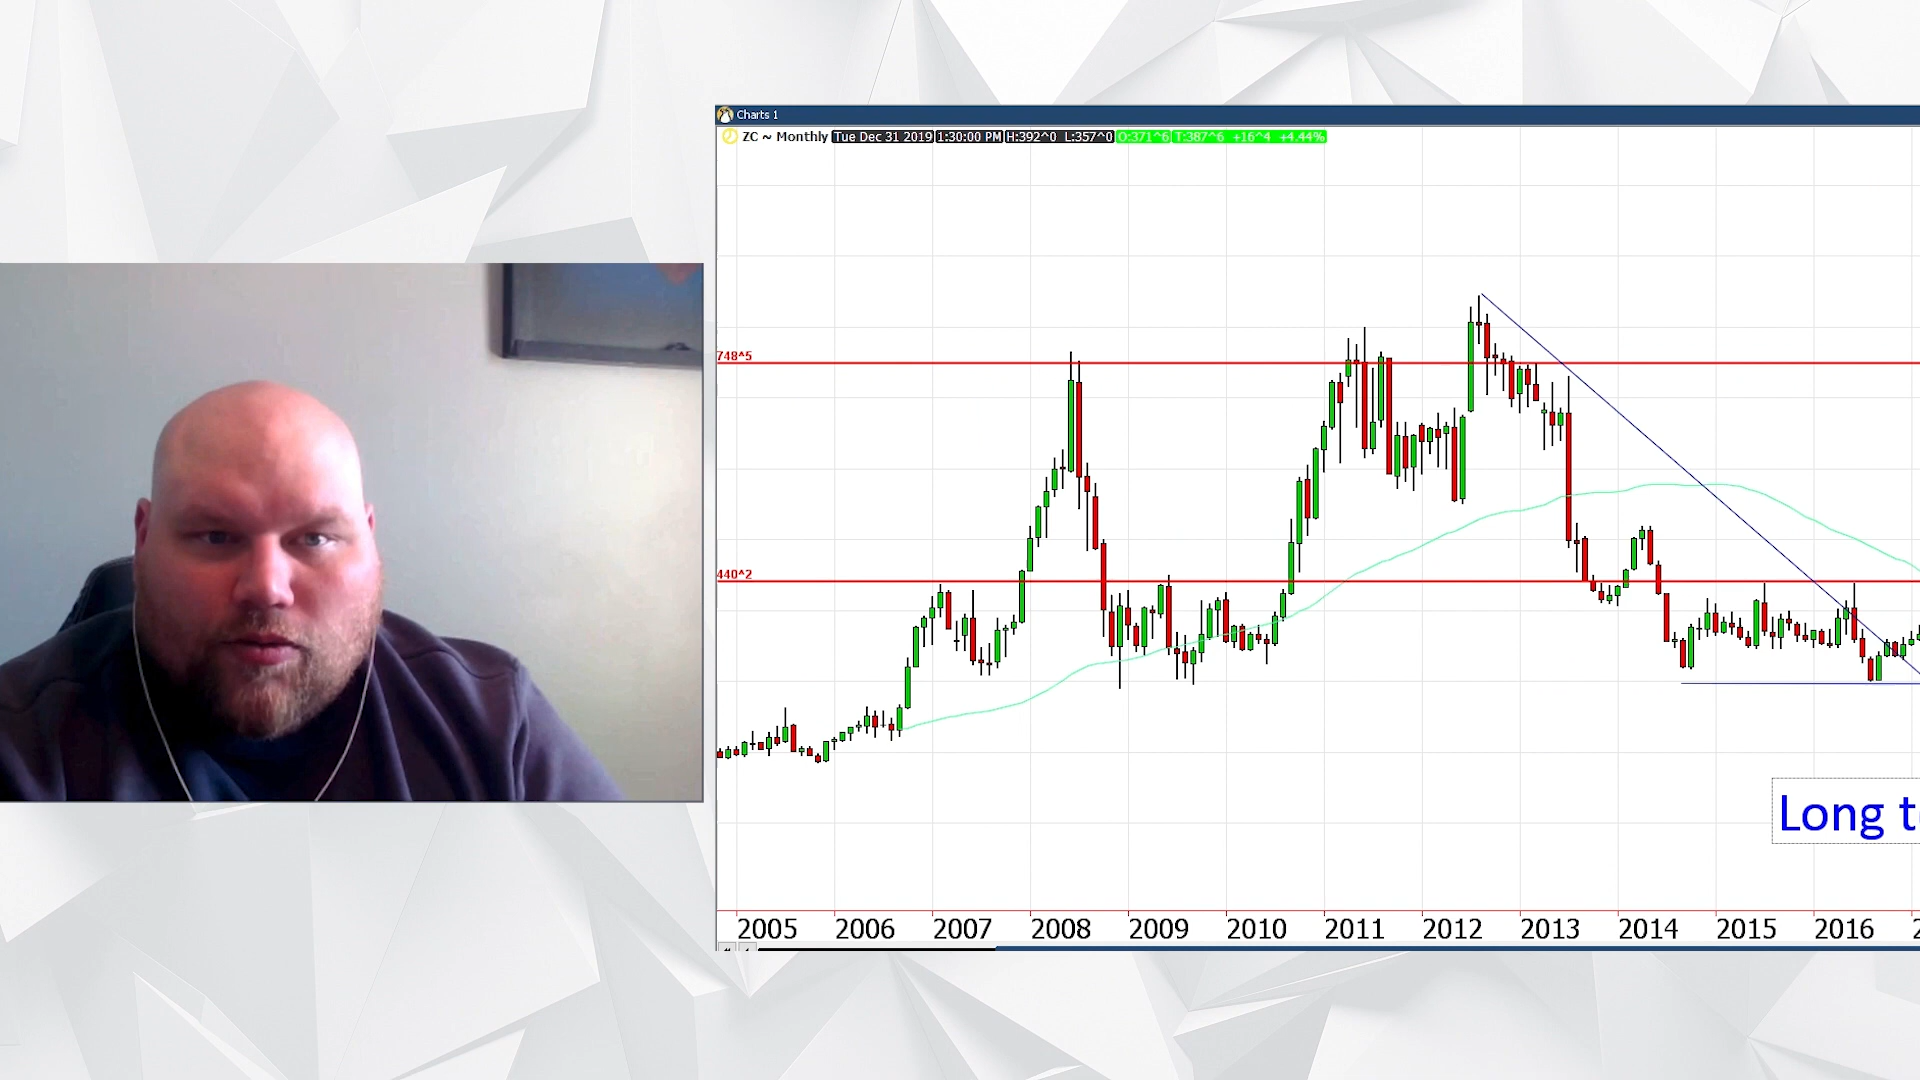 Charts 1
ZC ~ Monthly Tue Dec 31 2019 1:30:00 PM H:392^0 L:357^0 O:371^6 T:387^6 +16^4 +4.44%
748^5
440^2
Long t
2005 2006 2007 2008 2009 2010 2011 2012 2013 2014 2015 2016